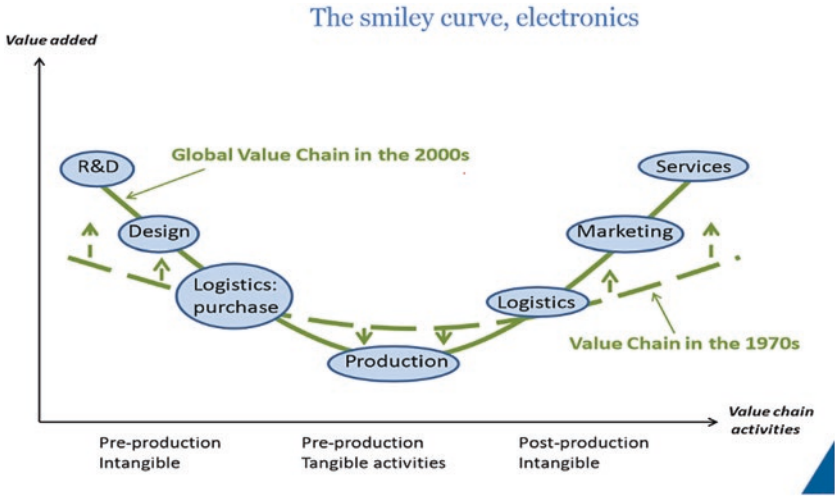 The smiley curve, electronics
Value added
R&D
Global Value Chain in the 2000s
Services
Design
Marketing
Logistics:
purchase
Logistics
Production
Value Chain in the 1970s
Value chain
activities
Pre-production
Intangible
Pre-production
Tangible activities
Post-production
Intangible